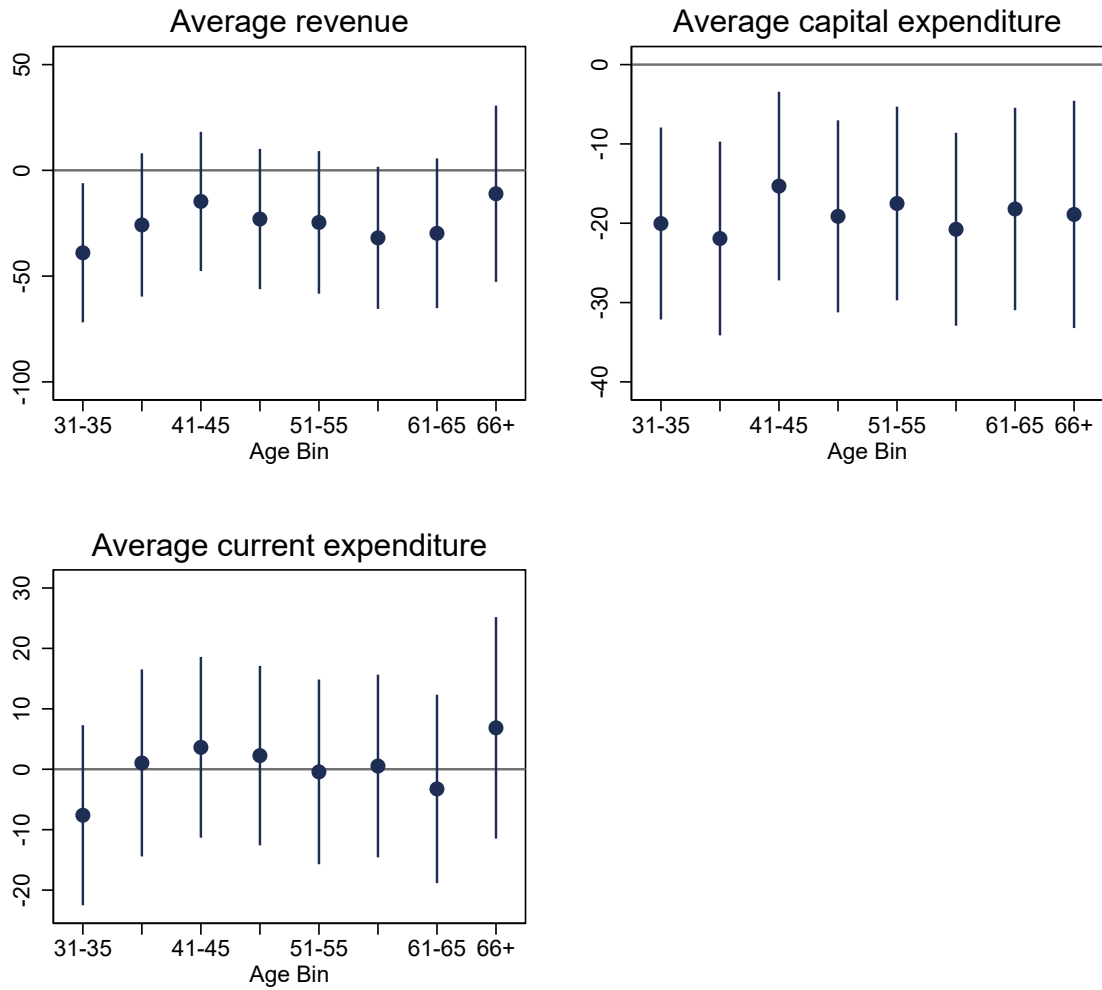 Average revenue
50
0
-50
-100
31-35 41-45 51-55 61-65 66+
Age Bin
Average capital expenditure
0
-10
-20
-30
-40
31-35 41-45 51-55 61-65 66+
Age Bin
Average current expenditure
30
20
10
0
-10
-20
31-35 41-45 51-55 61-65 66+
Age Bin